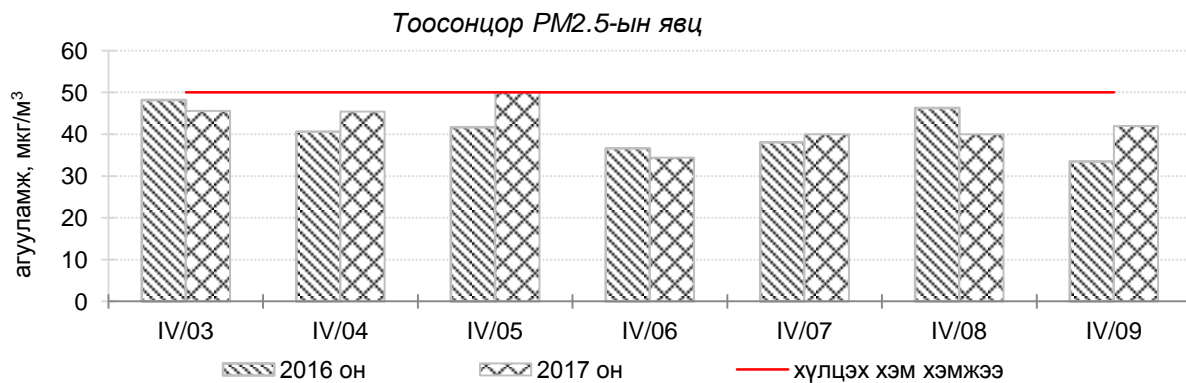 Тоосонцор PM2.5-ын явц
агууламж, мкг/м³
60
50
40
30
20
10
0
IV/03 IV/04 IV/05 IV/06 IV/07 IV/08 IV/09
2016 он 2017 он хүлцэх хэм хэмжээ